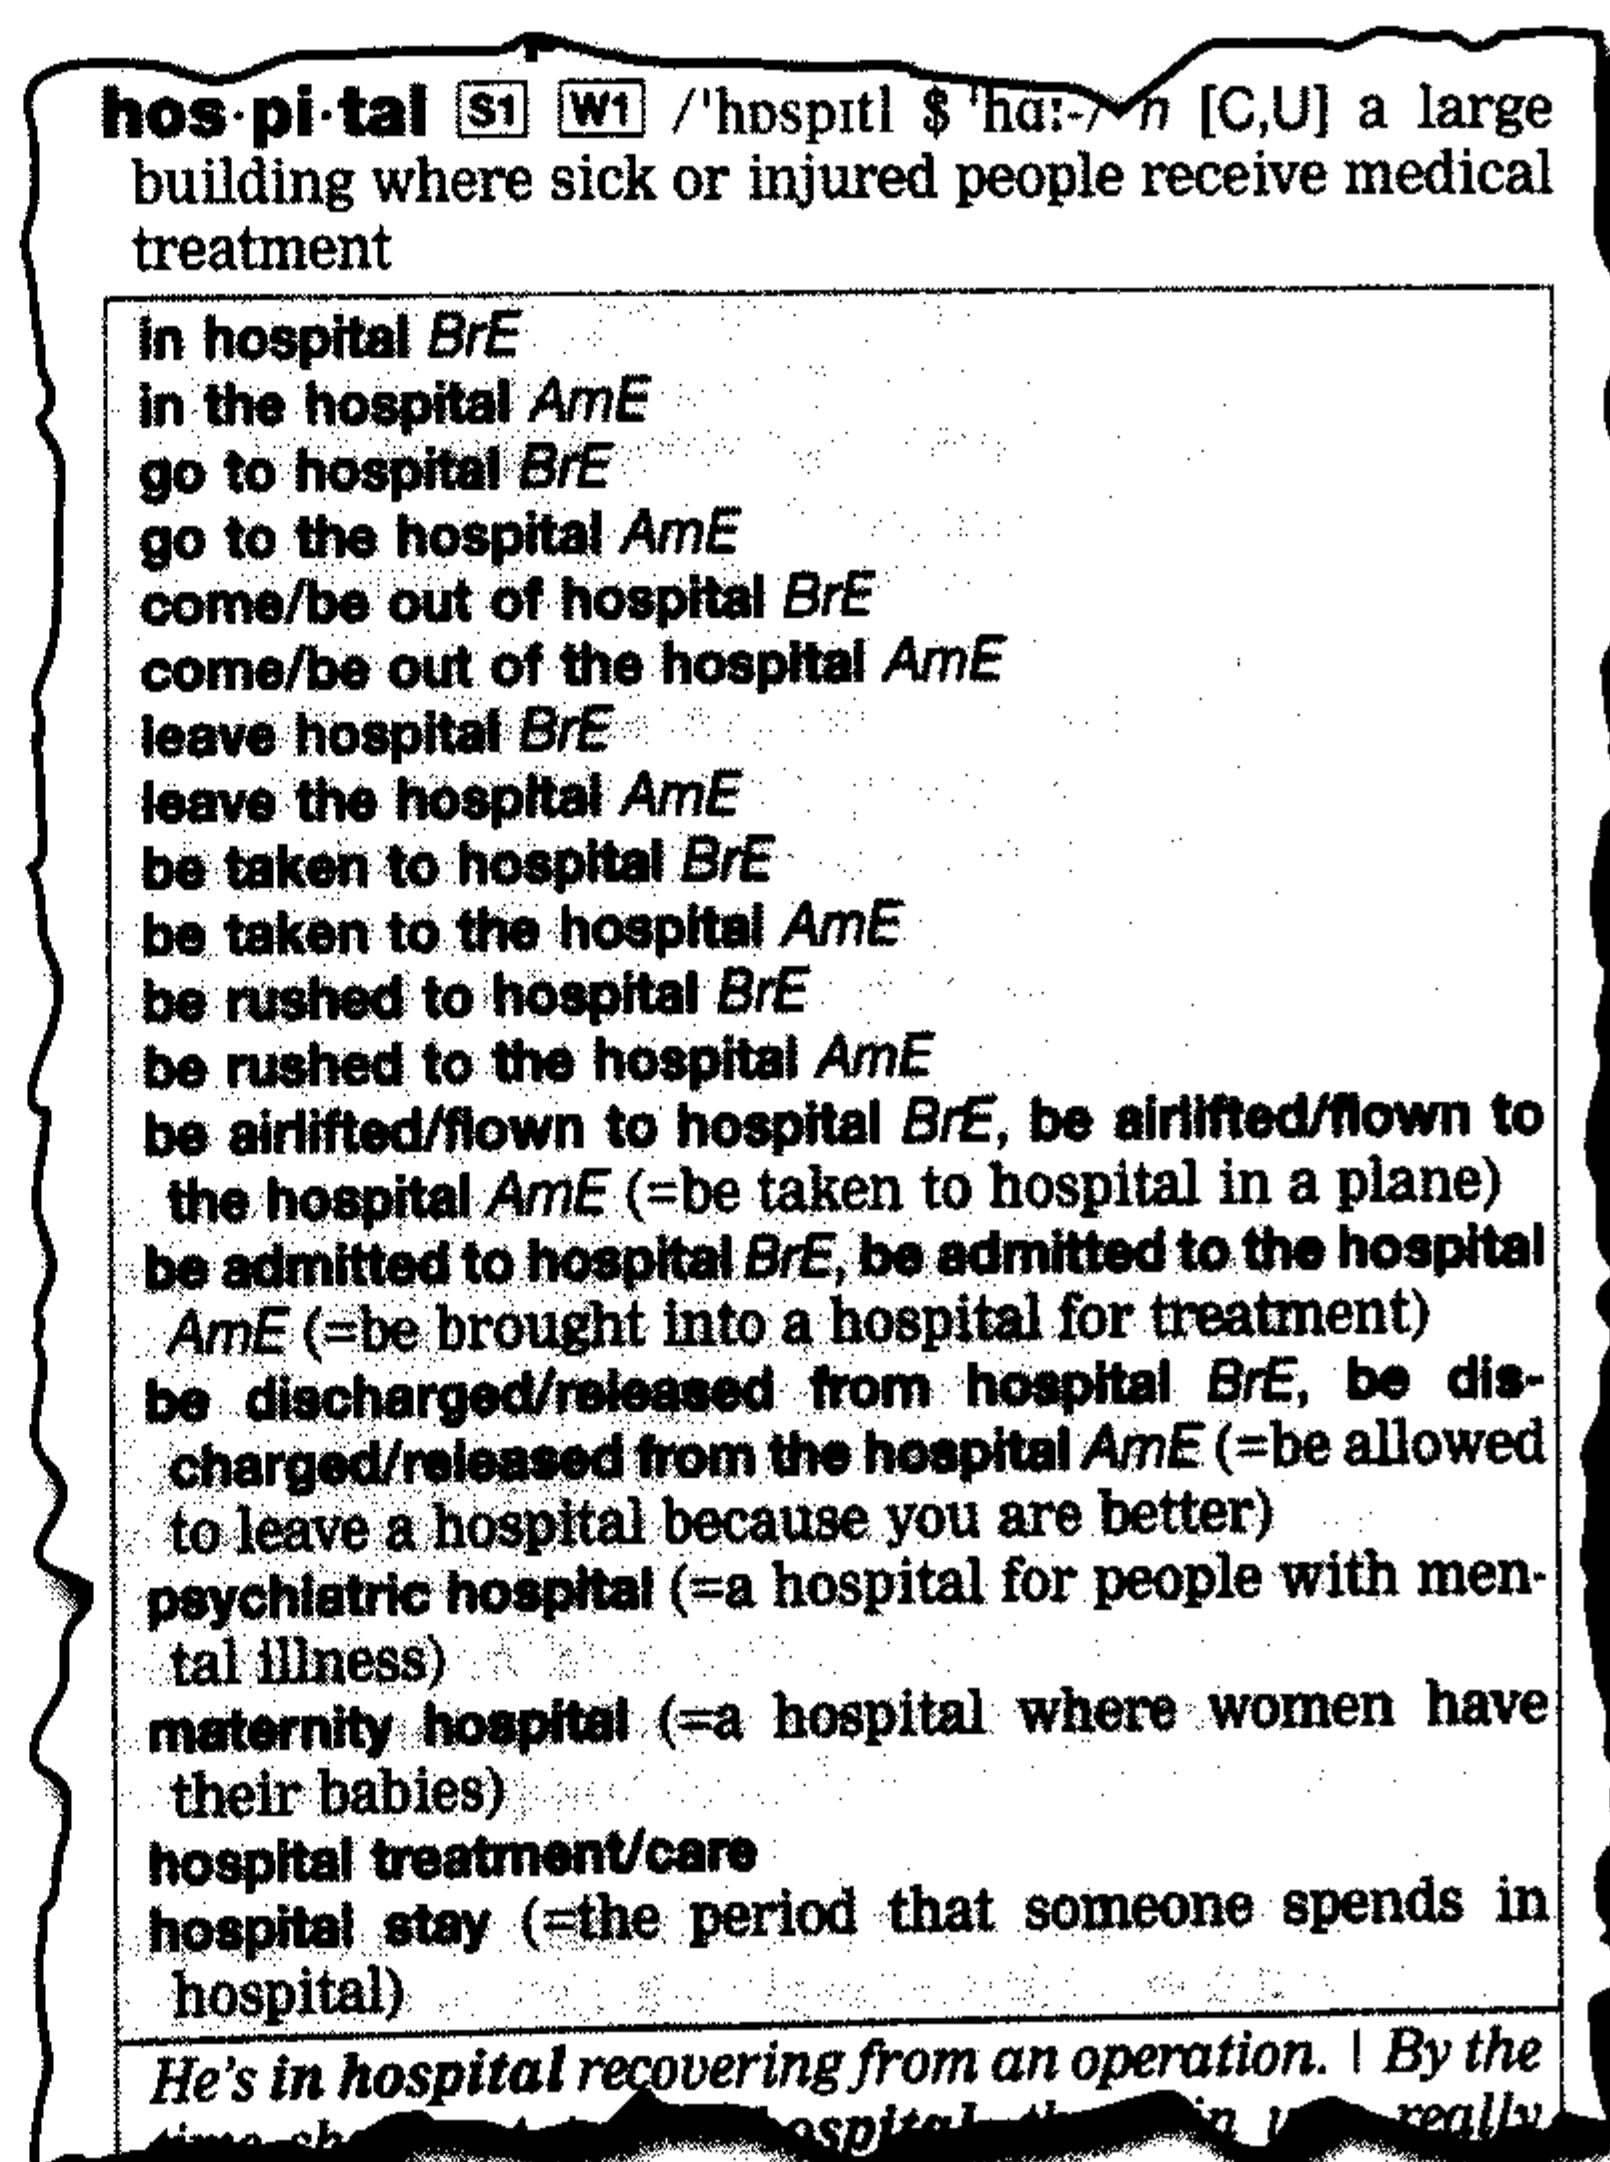 hos·pi·tal S1 W1 /ˈhɒspɪtl $ ˈhɑː-/ n [C,U] a large
building where sick or injured people receive medical
treatment
in hospital BrE
in the hospital AmE
go to hospital BrE
go to the hospital AmE
come/be out of hospital BrE
come/be out of the hospital AmE
leave hospital BrE
leave the hospital AmE
be taken to hospital BrE
be taken to the hospital AmE
be rushed to hospital BrE
be rushed to the hospital AmE
be airlifted/flown to hospital BrE, be airlifted/flown to
the hospital AmE (=be taken to hospital in a plane)
be admitted to hospital BrE, be admitted to the hospital
AmE (=be brought into a hospital for treatment)
be discharged/released from hospital BrE, be dis-
charged/released from the hospital AmE (=be allowed
to leave a hospital because you are better)
psychiatric hospital (=a hospital for people with men-
tal illness)
maternity hospital (=a hospital where women have
their babies)
hospital treatment/care
hospital stay (=the period that someone spends in
hospital)
He's in hospital recovering from an operation. | By the
really